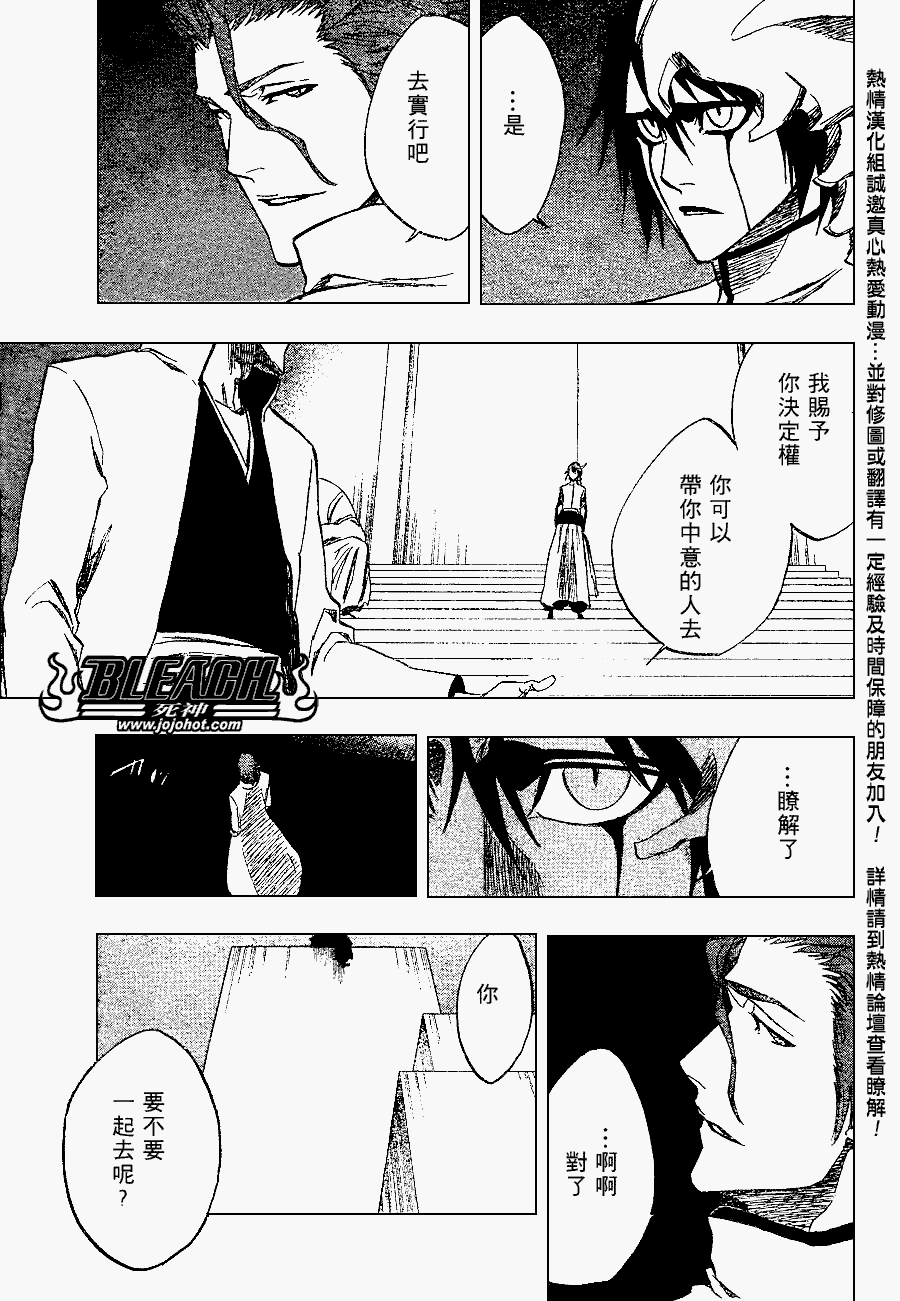 …是
去實行吧
我賜予
你決定權
你可以
帶你中意的人去
…瞭解了
…啊啊
對了
你
要不要
一起去呢?
BLEACH
死神
www.jojohot.com
熱情漢化組誠邀真心熱愛動漫…並對修圖或翻譯有一定經驗及時間保障的朋友加入! 詳情請到熱情論壇查看瞭解!